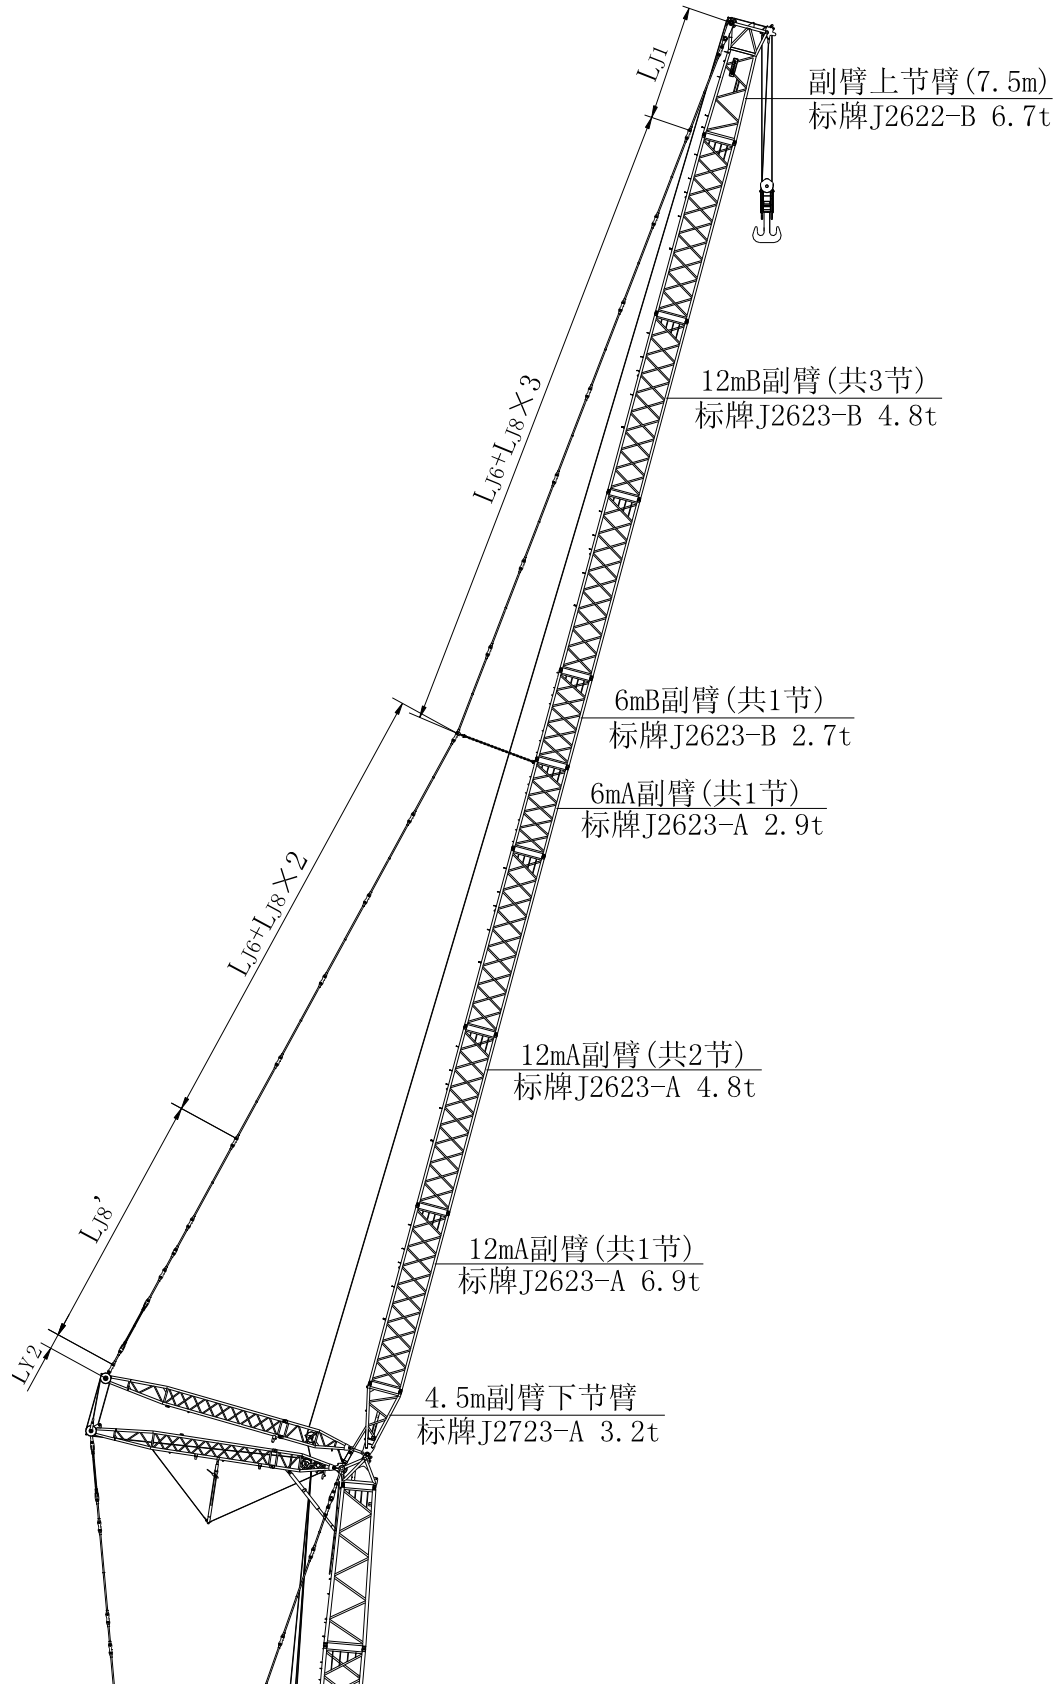 LJ1
副臂上节臂(7.5m)
标牌J2622-B 6.7t
LJ6+LJ8×3
12mB副臂(共3节)
标牌J2623-B 4.8t
6mB副臂(共1节)
标牌J2623-B 2.7t
6mA副臂(共1节)
标牌J2623-A 2.9t
LJ6+LJ8×2
12mA副臂(共2节)
标牌J2623-A 4.8t
LJ8'
12mA副臂(共1节)
标牌J2623-A 6.9t
LY2
4.5m副臂下节臂
标牌J2723-A 3.2t